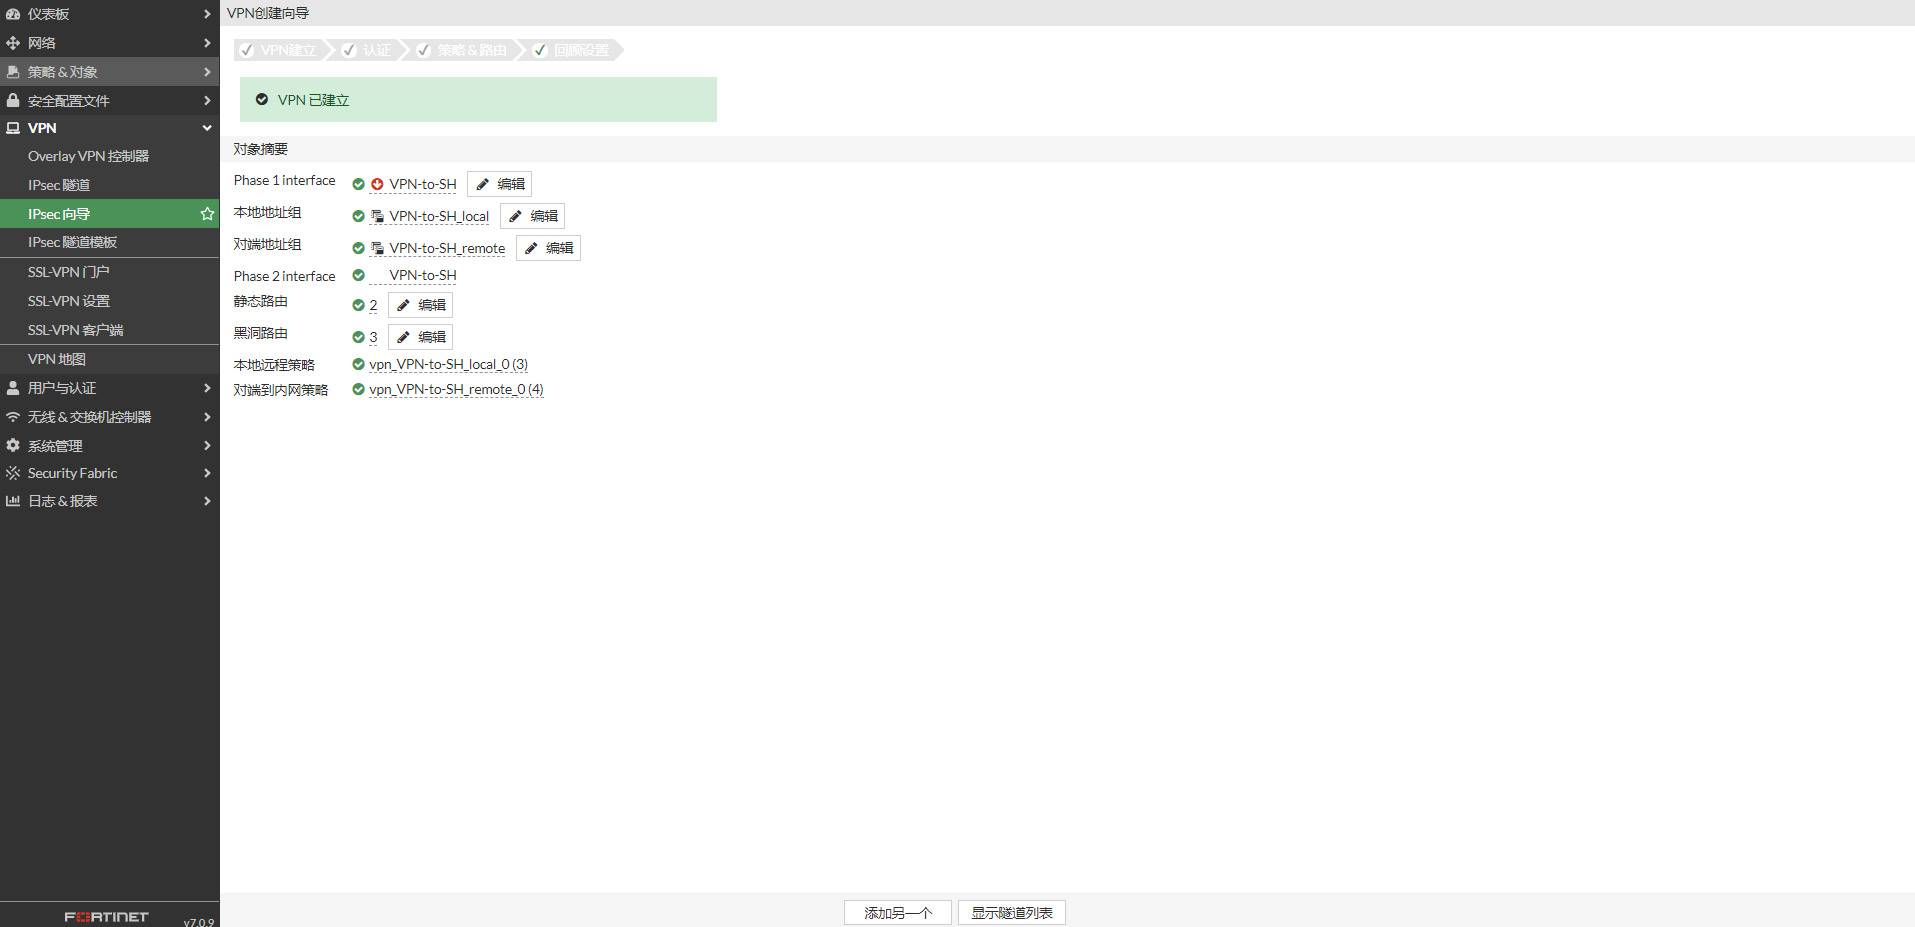 仪表板
网络
策略 & 对象
安全配置文件
VPN
Overlay VPN 控制器
IPsec 隧道
IPsec 向导
IPsec 隧道模板
SSL-VPN 门户
SSL-VPN 设置
SSL-VPN 客户端
VPN 地图
用户与认证
无线 & 交换机控制器
系统管理
Security Fabric
日志 & 报表
FORTINET
v7.0.9
VPN创建向导
VPN建立 认证 策略 & 路由 回顾设置
VPN 已建立
对象摘要
Phase 1 interface VPN-to-SH 编辑
本地地址组 VPN-to-SH_local 编辑
对端地址组 VPN-to-SH_remote 编辑
Phase 2 interface VPN-to-SH
静态路由 2 编辑
黑洞路由 3 编辑
本地远程策略 vpn_VPN-to-SH_local_0 (3)
对端到内网策略 vpn_VPN-to-SH_remote_0 (4)
添加另一个 显示隧道列表